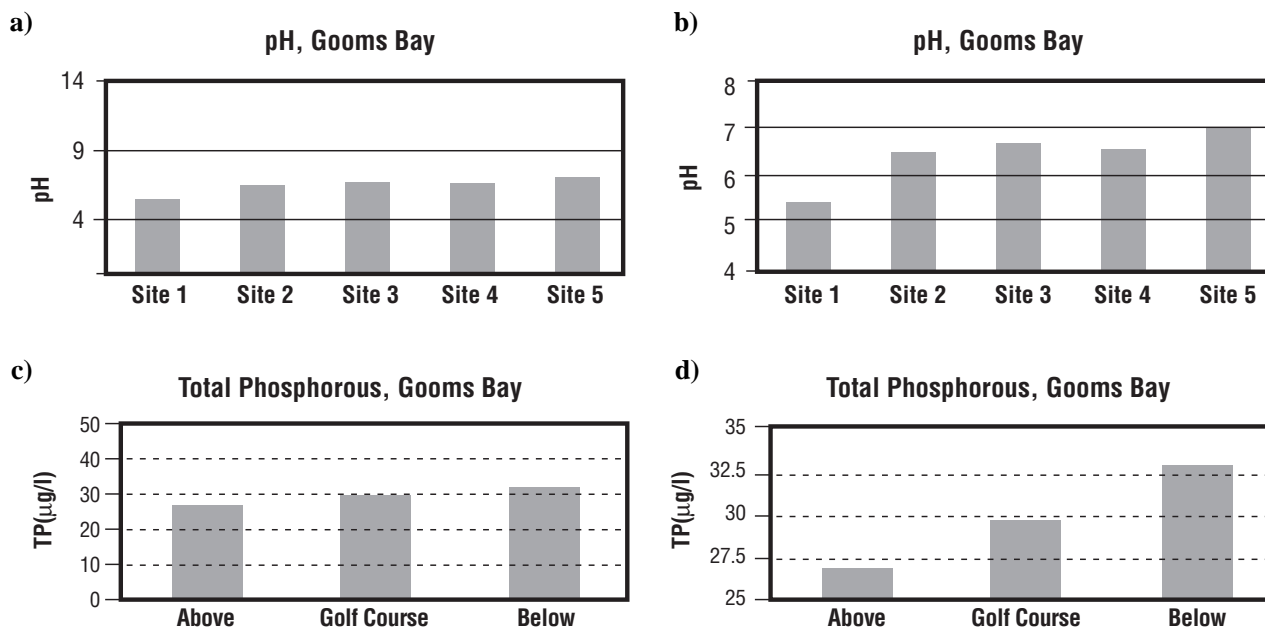 a)
pH, Gooms Bay
14
9
4
pH
Site 1 Site 2 Site 3 Site 4 Site 5
b)
pH, Gooms Bay
8
7
6
5
4
pH
Site 1 Site 2 Site 3 Site 4 Site 5
c)
Total Phosphorous, Gooms Bay
50
40
30
20
10
0
TP(μg/l)
Above Golf Course Below
d)
Total Phosphorous, Gooms Bay
35
32.5
30
27.5
25
TP(μg/l)
Above Golf Course Below